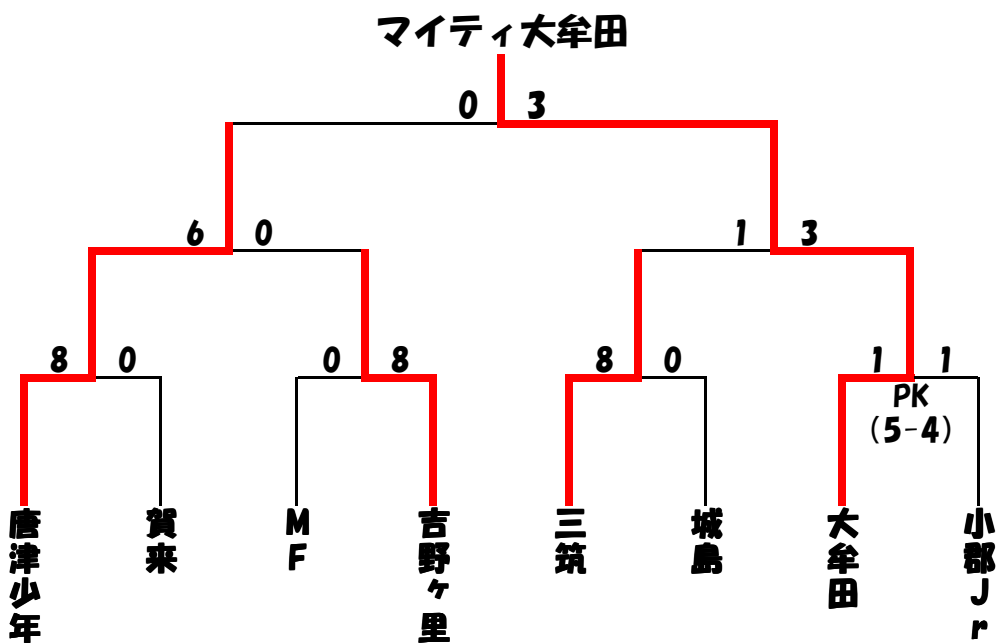 マイティ大牟田
0 3
6 0
1 3
8 0
0 8
8 0
1 1
PK
(5-4)
唐津少年
賀来
MF
吉野ヶ里
三筑
城島
大牟田
小郡Jr